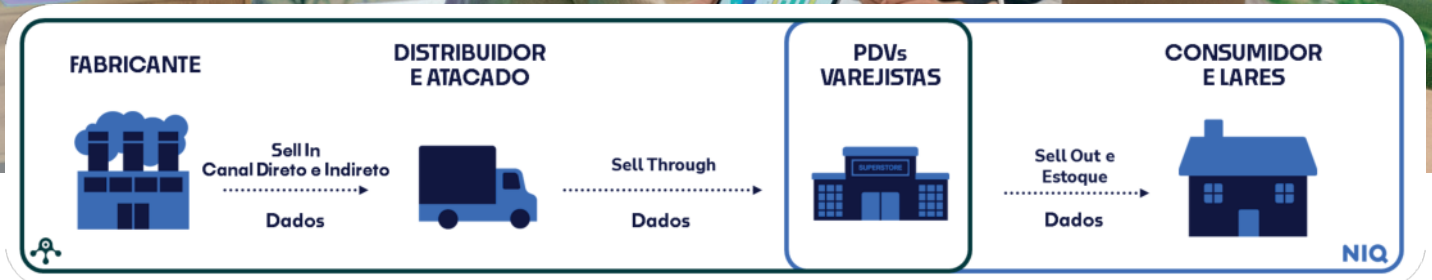 FABRICANTE
DISTRIBUIDOR
E ATACADO
PDVs
VAREJISTAS
CONSUMIDOR
E LARES
Sell In
Canal Direto e Indireto
Dados
Sell Through
Dados
SUPERSTORE
Sell Out e
Estoque
Dados
NIQ